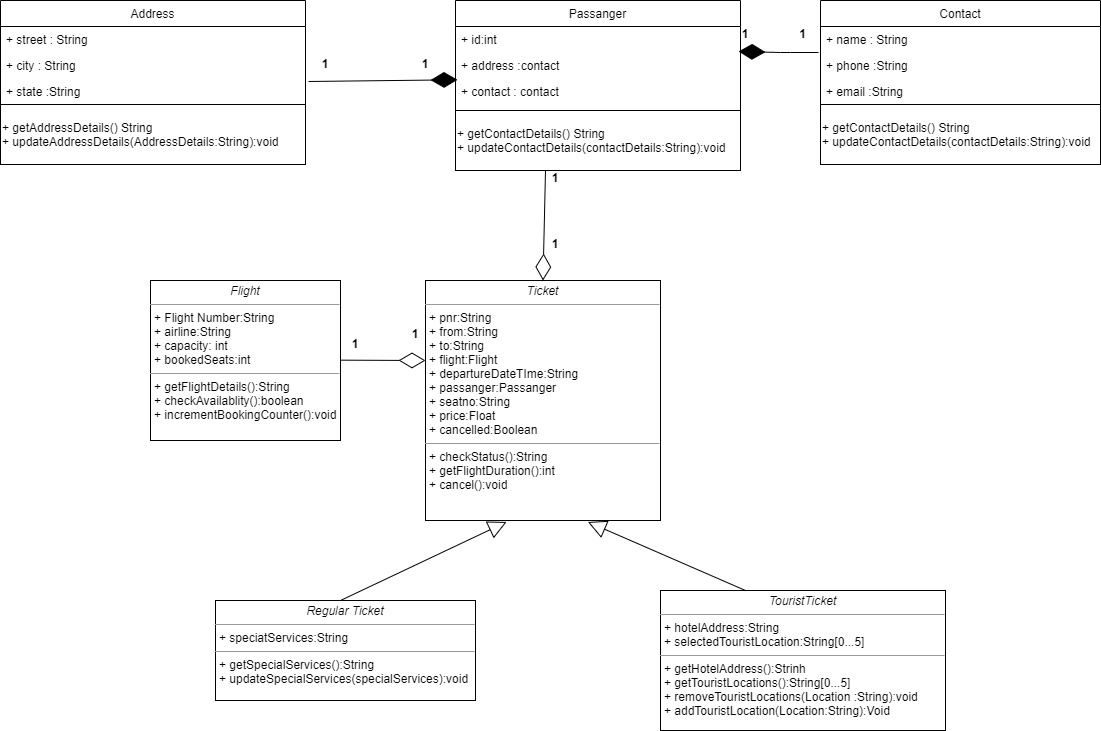 Address
+ street : String
+ city : String
+ state :String
+ getAddressDetails() String
+ updateAddressDetails(AddressDetails:String):void
1
1
Passanger
+ id:int
+ address :contact
+ contact : contact
+ getContactDetails() String
+ updateContactDetails(contactDetails:String):void
1
1
Contact
+ name : String
+ phone :String
+ email :String
+ getContactDetails() String
+ updateContactDetails(contactDetails:String):void
1
1
Flight
+ Flight Number:String
+ airline:String
+ capacity: int
+ bookedSeats:int
+ getFlightDetails():String
+ checkAvailablity():boolean
+ incrementBookingCounter():void
1
1
Ticket
+ pnr:String
+ from:String
+ to:String
+ flight:Flight
+ departureDateTIme:String
+ passanger:Passanger
+ seatno:String
+ price:Float
+ cancelled:Boolean
+ checkStatus():String
+ getFlightDuration():int
+ cancel():void
Regular Ticket
+ speciatServices:String
+ getSpecialServices():String
+ updateSpecialServices(specialServices):void
TouristTicket
+ hotelAddress:String
+ selectedTouristLocation:String[0...5]
+ getHotelAddress():Strinh
+ getTouristLocations():String[0...5]
+ removeTouristLocations(Location :String):void
+ addTouristLocation(Location:String):Void